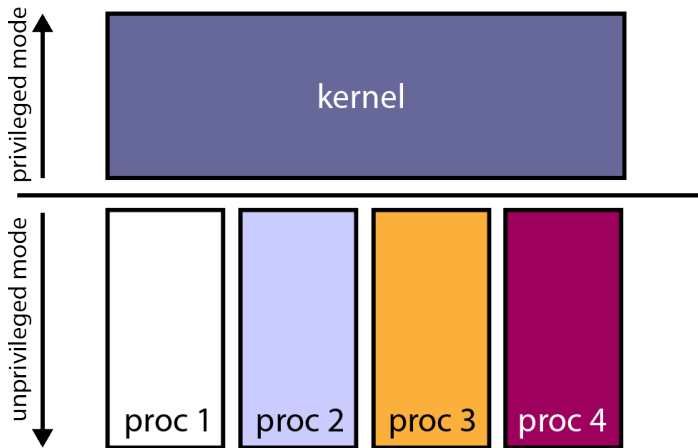 privileged mode
kernel
unprivileged mode
proc 1
proc 2
proc 3
proc 4